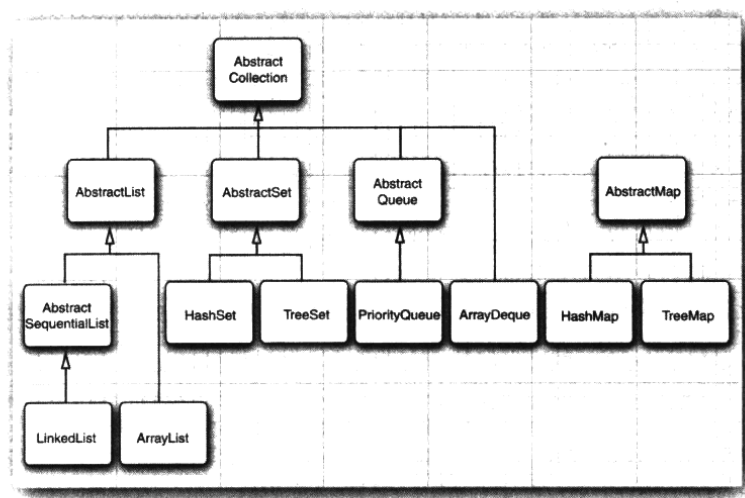 Abstract
Collection
AbstractList
AbstractSet
Abstract
Queue
AbstractMap
Abstract
SequentialList
HashSet
TreeSet
PriorityQueue
ArrayDeque
HashMap
TreeMap
LinkedList
ArrayList